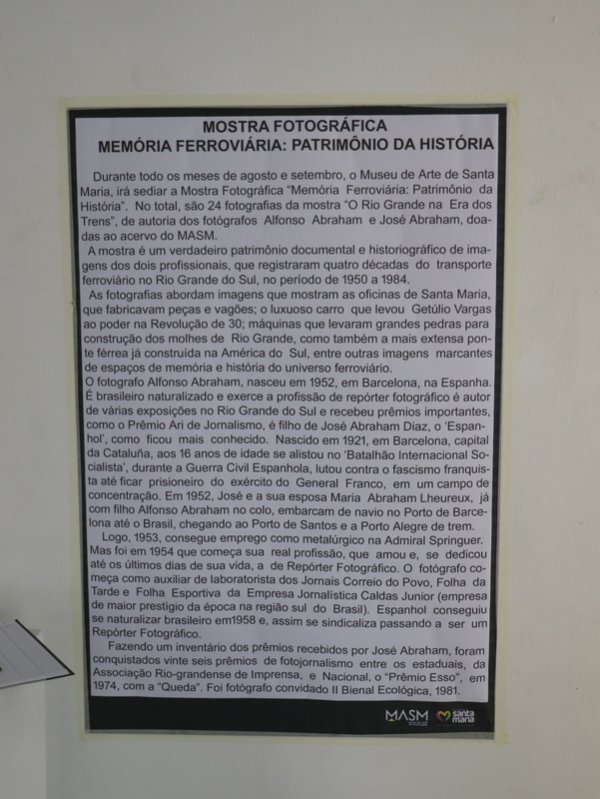 MOSTRA FOTOGRÁFICA
MEMÓRIA FERROVIÁRIA: PATRIMÔNIO DA HISTÓRIA
Durante todo os meses de agosto e setembro, o Museu de Arte de Santa
Maria, irá sediar a Mostra Fotográfica "Memória Ferroviária: Patrimônio da
História". No total, são 24 fotografias da mostra "O Rio Grande na Era dos
Trens", de autoria dos fotógrafos Alfonso Abraham e José Abraham, doa-
das ao acervo do MASM.
A mostra é um verdadeiro patrimônio documental e historiográfico de ima-
gens dos dois profissionais, que registraram quatro décadas do transporte
ferroviário no Rio Grande do Sul, no período de 1950 a 1984.
As fotografias abordam imagens que mostram as oficinas de Santa Maria,
que fabricavam peças e vagões; o luxuoso carro que levou Getúlio Vargas
ao poder na Revolução de 30; máquinas que levaram grandes pedras para
construção dos molhes de Rio Grande, como também a mais extensa pon-
te férrea já construída na América do Sul, entre outras imagens marcantes
de espaços de memória e história do universo ferroviário.
O fotografo Alfonso Abraham, nasceu em 1952, em Barcelona, na Espanha.
É brasileiro naturalizado e exerce a profissão de repórter fotográfico é autor
de várias exposições no Rio Grande do Sul e recebeu prêmios importantes,
como o Prêmio Ari de Jornalismo, é filho de José Abraham Diaz, o 'Espan-
hol', como ficou mais conhecido. Nascido em 1921, em Barcelona, capital
da Cataluña, aos 16 anos de idade se alistou no 'Batalhão Internacional So-
cialista', durante a Guerra Civil Espanhola, lutou contra o fascismo franquis-
ta até ficar prisioneiro do exército do General Franco, em um campo de
concentração. Em 1952, José e a sua esposa Maria Abraham Lheureux, já
com filho Alfonso Abraham no colo, embarcam de navio no Porto de Barce-
lona até o Brasil, chegando ao Porto de Santos e a Porto Alegre de trem.
Logo, 1953, consegue emprego como metalúrgico na Admiral Springuer.
Mas foi em 1954 que começa sua real profissão, que amou e, se dedicou
até os últimos dias de sua vida, a de Repórter Fotográfico. O fotógrafo co-
meça como auxiliar de laboratorista dos Jornais Correio do Povo, Folha da
Tarde e Folha Esportiva da Empresa Jornalística Caldas Junior (empresa
de maior prestígio da época na região sul do Brasil). Espanhol conseguiu
se naturalizar brasileiro em1958 e, assim se sindicaliza passando a ser um
Repórter Fotográfico.
Fazendo um inventário dos prêmios recebidos por José Abraham, foram
conquistados vinte seis prêmios de fotojornalismo entre os estaduais, da
Associação Rio-grandense de Imprensa, e Nacional, o "Prêmio Esso", em
1974, com a "Queda". Foi fotógrafo convidado II Bienal Ecológica, 1981.
MASM santa
maria